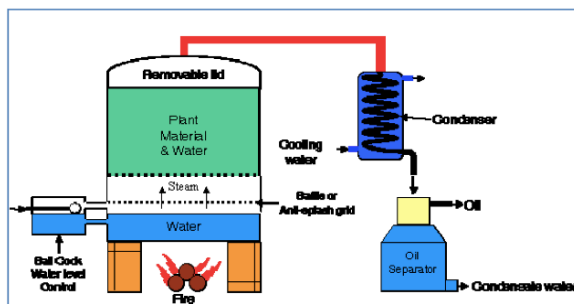 Removable lid
Plant
Material
& Water
Steam
Water
Baffle or
Anti-splash grid
Ball Cock
Water level
Control
Fire
Cooling
water
Condenser
Oil
Oil
Separator
Condensate water